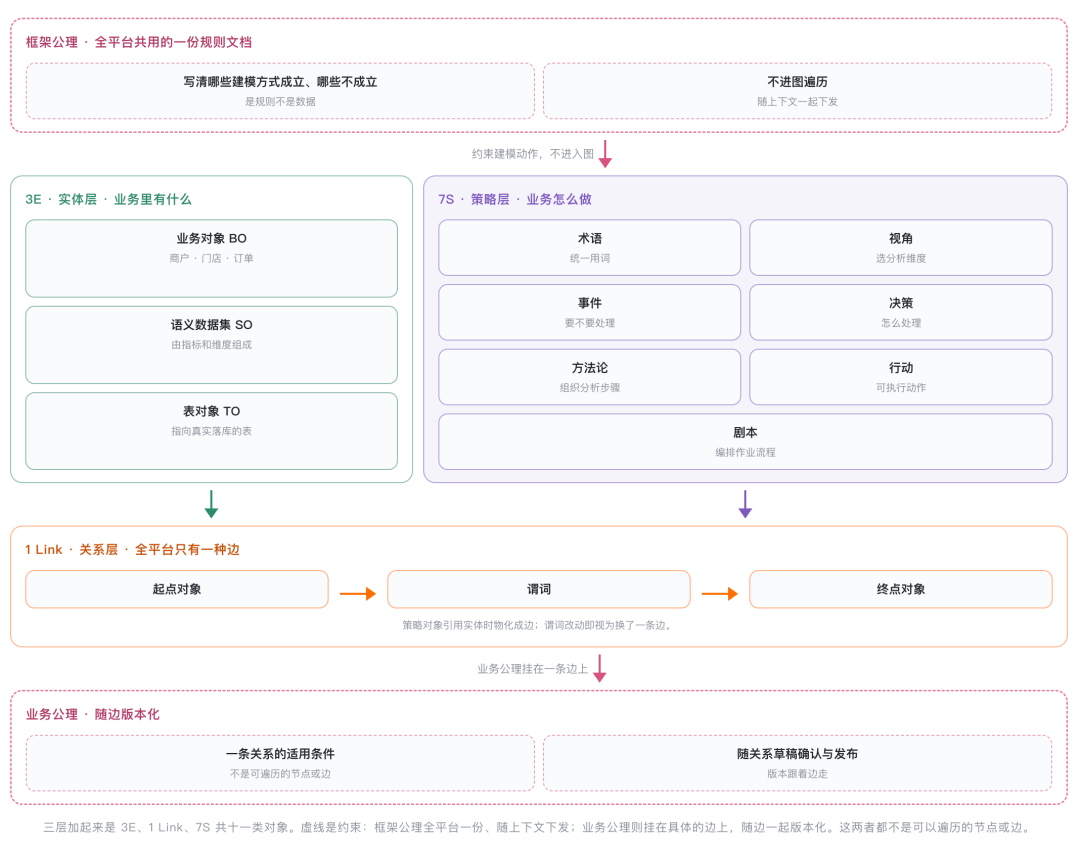 框架公理 · 全平台共用的一份规则文档
写清哪些建模方式成立、哪些不成立
是规则不是数据
不进图遍历
随上下文一起下发
约束建模动作，不进入图
3E · 实体层 · 业务里有什么
业务对象 BO
商户 · 门店 · 订单
语义数据集 SO
由指标和维度组成
表对象 TO
指向真实落库的表
7S · 策略层 · 业务怎么做
术语
统一用词
视角
选分析维度
事件
要不要处理
决策
怎么处理
方法论
组织分析步骤
行动
可执行动作
剧本
编排作业流程
1 Link · 关系层 · 全平台只有一种边
起点对象
谓词
终点对象
策略对象引用实体时物化成边；谓词改动即视为换了一条边。
业务公理挂在一条边上
业务公理 · 随边版本化
一条关系的适用条件
不是可遍历的节点或边
随关系草稿确认与发布
版本跟着边走
三层加起来是 3E、1 Link、7S 共十一类对象。虚线是约束：框架公理全平台一份、随上下文下发；业务公理则挂在具体的边上，随边一起版本化。这两者都不是可以遍历的节点或边。